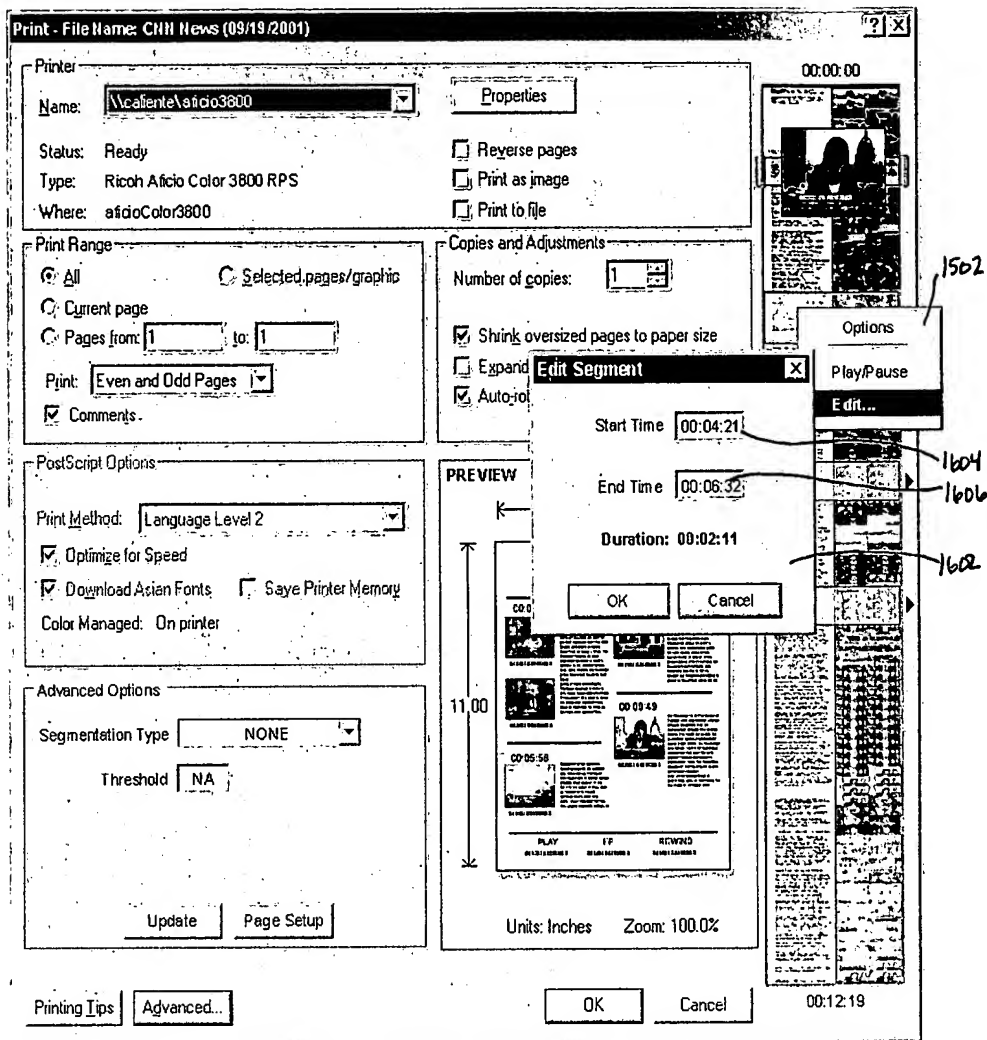 Print - File Name: CNN News (09/19/2001)
? X
Printer
Name: \\caliente\aficio3800
Properties
Status: Ready
Type: Ricoh Aficio Color 3800 RPS
Where: aficioColor3800
Reverse pages
Print as image
Print to file
00:00:00
Print Range
All
Selected pages/graphic
Current page
Pages from: 1 to: 1
Print: Even and Odd Pages
Comments
Copies and Adjustments
Number of copies: 1
Shrink oversized pages to paper size
Expand
Auto-rot
1502
Options
Play/Pause
Edit...
Edit Segment X
Start Time 00:04:21
End Time 00:06:32
Duration: 00:02:11
OK
Cancel
1604
1606
1602
PostScript Options
Print Method: Language Level 2
Optimize for Speed
Download Asian Fonts
Save Printer Memory
Color Managed: On printer
Advanced Options
Segmentation Type NONE
Threshold NA
Update
Page Setup
PREVIEW
11.00
00:09:49
00:05:58
PLAY FF REWIND
Units: Inches Zoom: 100.0%
Printing Tips
Advanced...
OK
Cancel
00:12:19